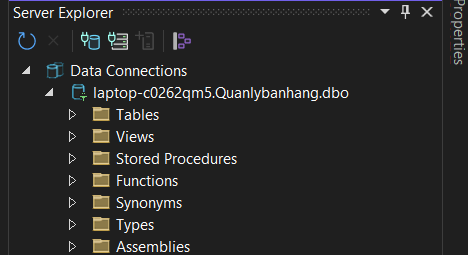 Server Explorer
Data Connections
laptop-c0262qm5.Quanlybanhang.dbo
Tables
Views
Stored Procedures
Functions
Synonyms
Types
Assemblies
Properties